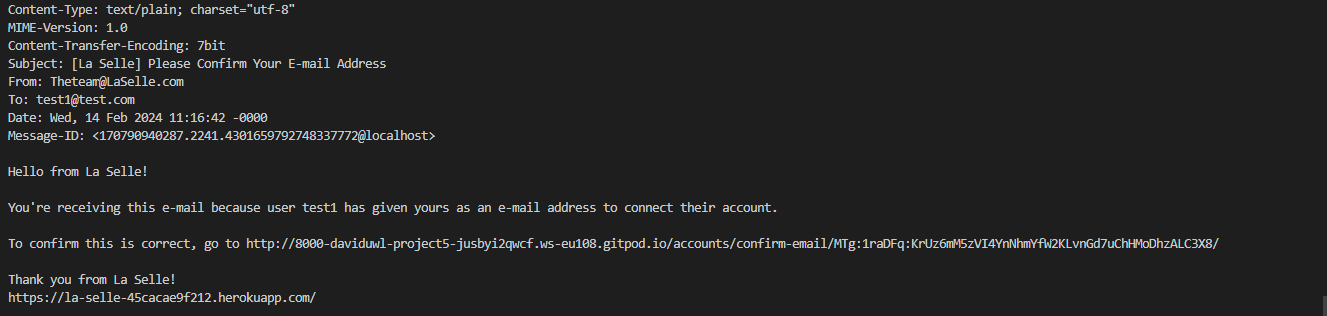 Content-Type: text/plain; charset="utf-8"
MIME-Version: 1.0
Content-Transfer-Encoding: 7bit
Subject: [La Selle] Please Confirm Your E-mail Address
From: Theteam@LaSelle.com
To: test1@test.com
Date: Wed, 14 Feb 2024 11:16:42 -0000
Message-ID: <170790940287.2241.4301659792748337772@localhost>
Hello from La Selle!
You're receiving this e-mail because user test1 has given yours as an e-mail address to connect their account.
To confirm this is correct, go to http://8000-daviduwl-project5-jusbyi2qwcf.ws-eu108.gitpod.io/accounts/confirm-email/MTg:1raDFq:KrUz6mM5zVI4YnNhmYfW2KLvnGd7uChHMoDhzALC3X8/
Thank you from La Selle!
https://la-selle-45cacae9f212.herokuapp.com/